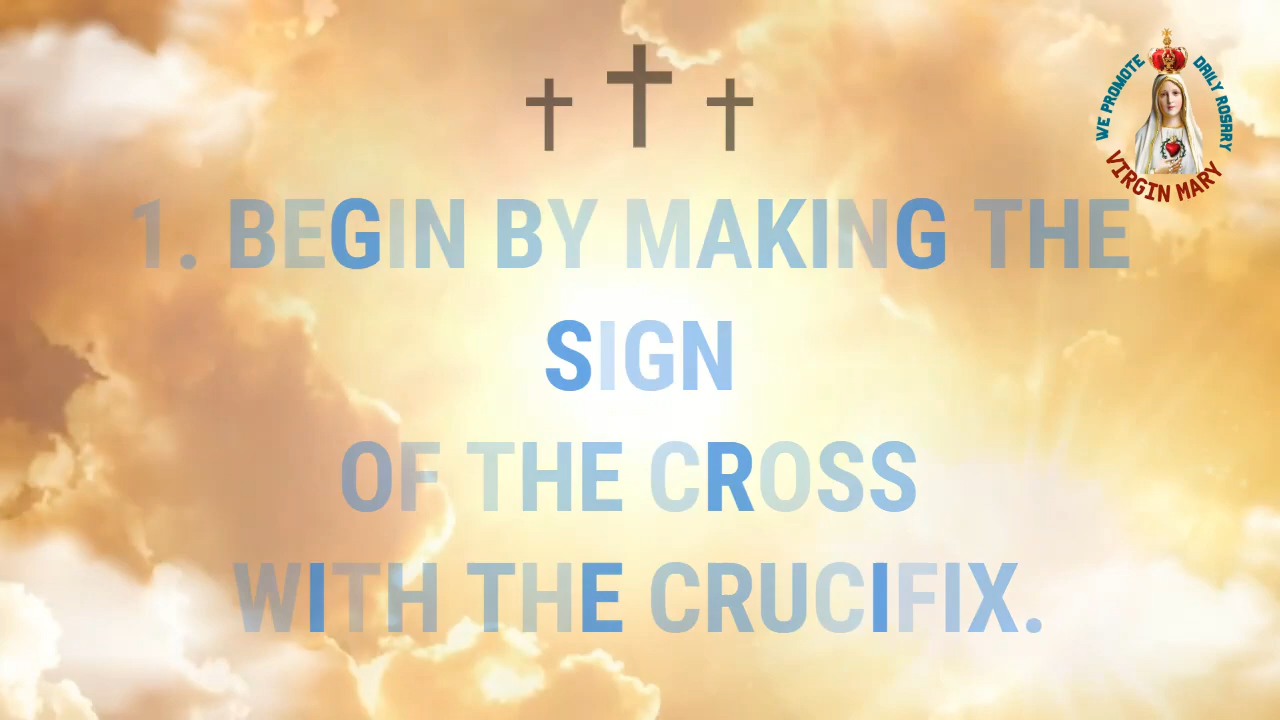 WE PROMOTE DAILY ROSARY
VIRGIN MARY
1. BEGIN BY MAKING THE
SIGN
OF THE CROSS
WITH THE CRUCIFIX.